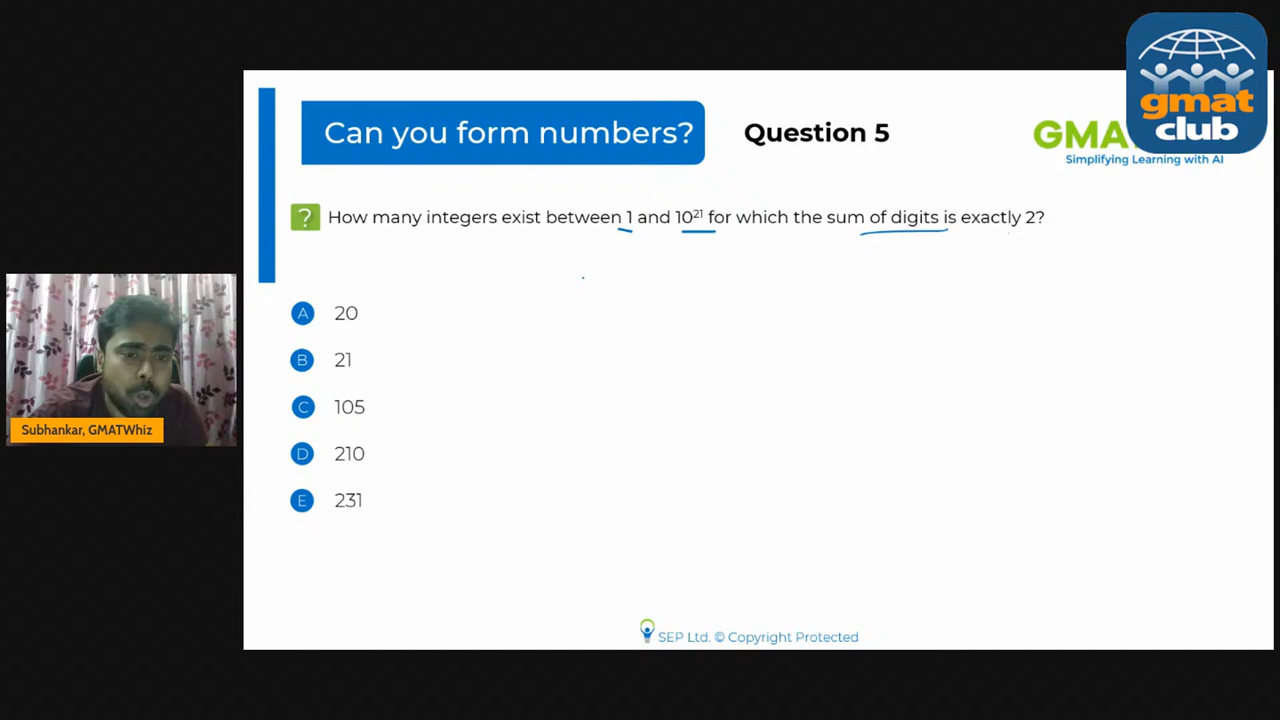 gmat
club
Can you form numbers?
Question 5
GMA
Simplifying Learning with AI
? How many integers exist between 1 and 10²¹ for which the sum of digits is exactly 2?
A 20
B 21
C 105
D 210
E 231
Subhankar, GMATWhiz
SEP Ltd. © Copyright Protected